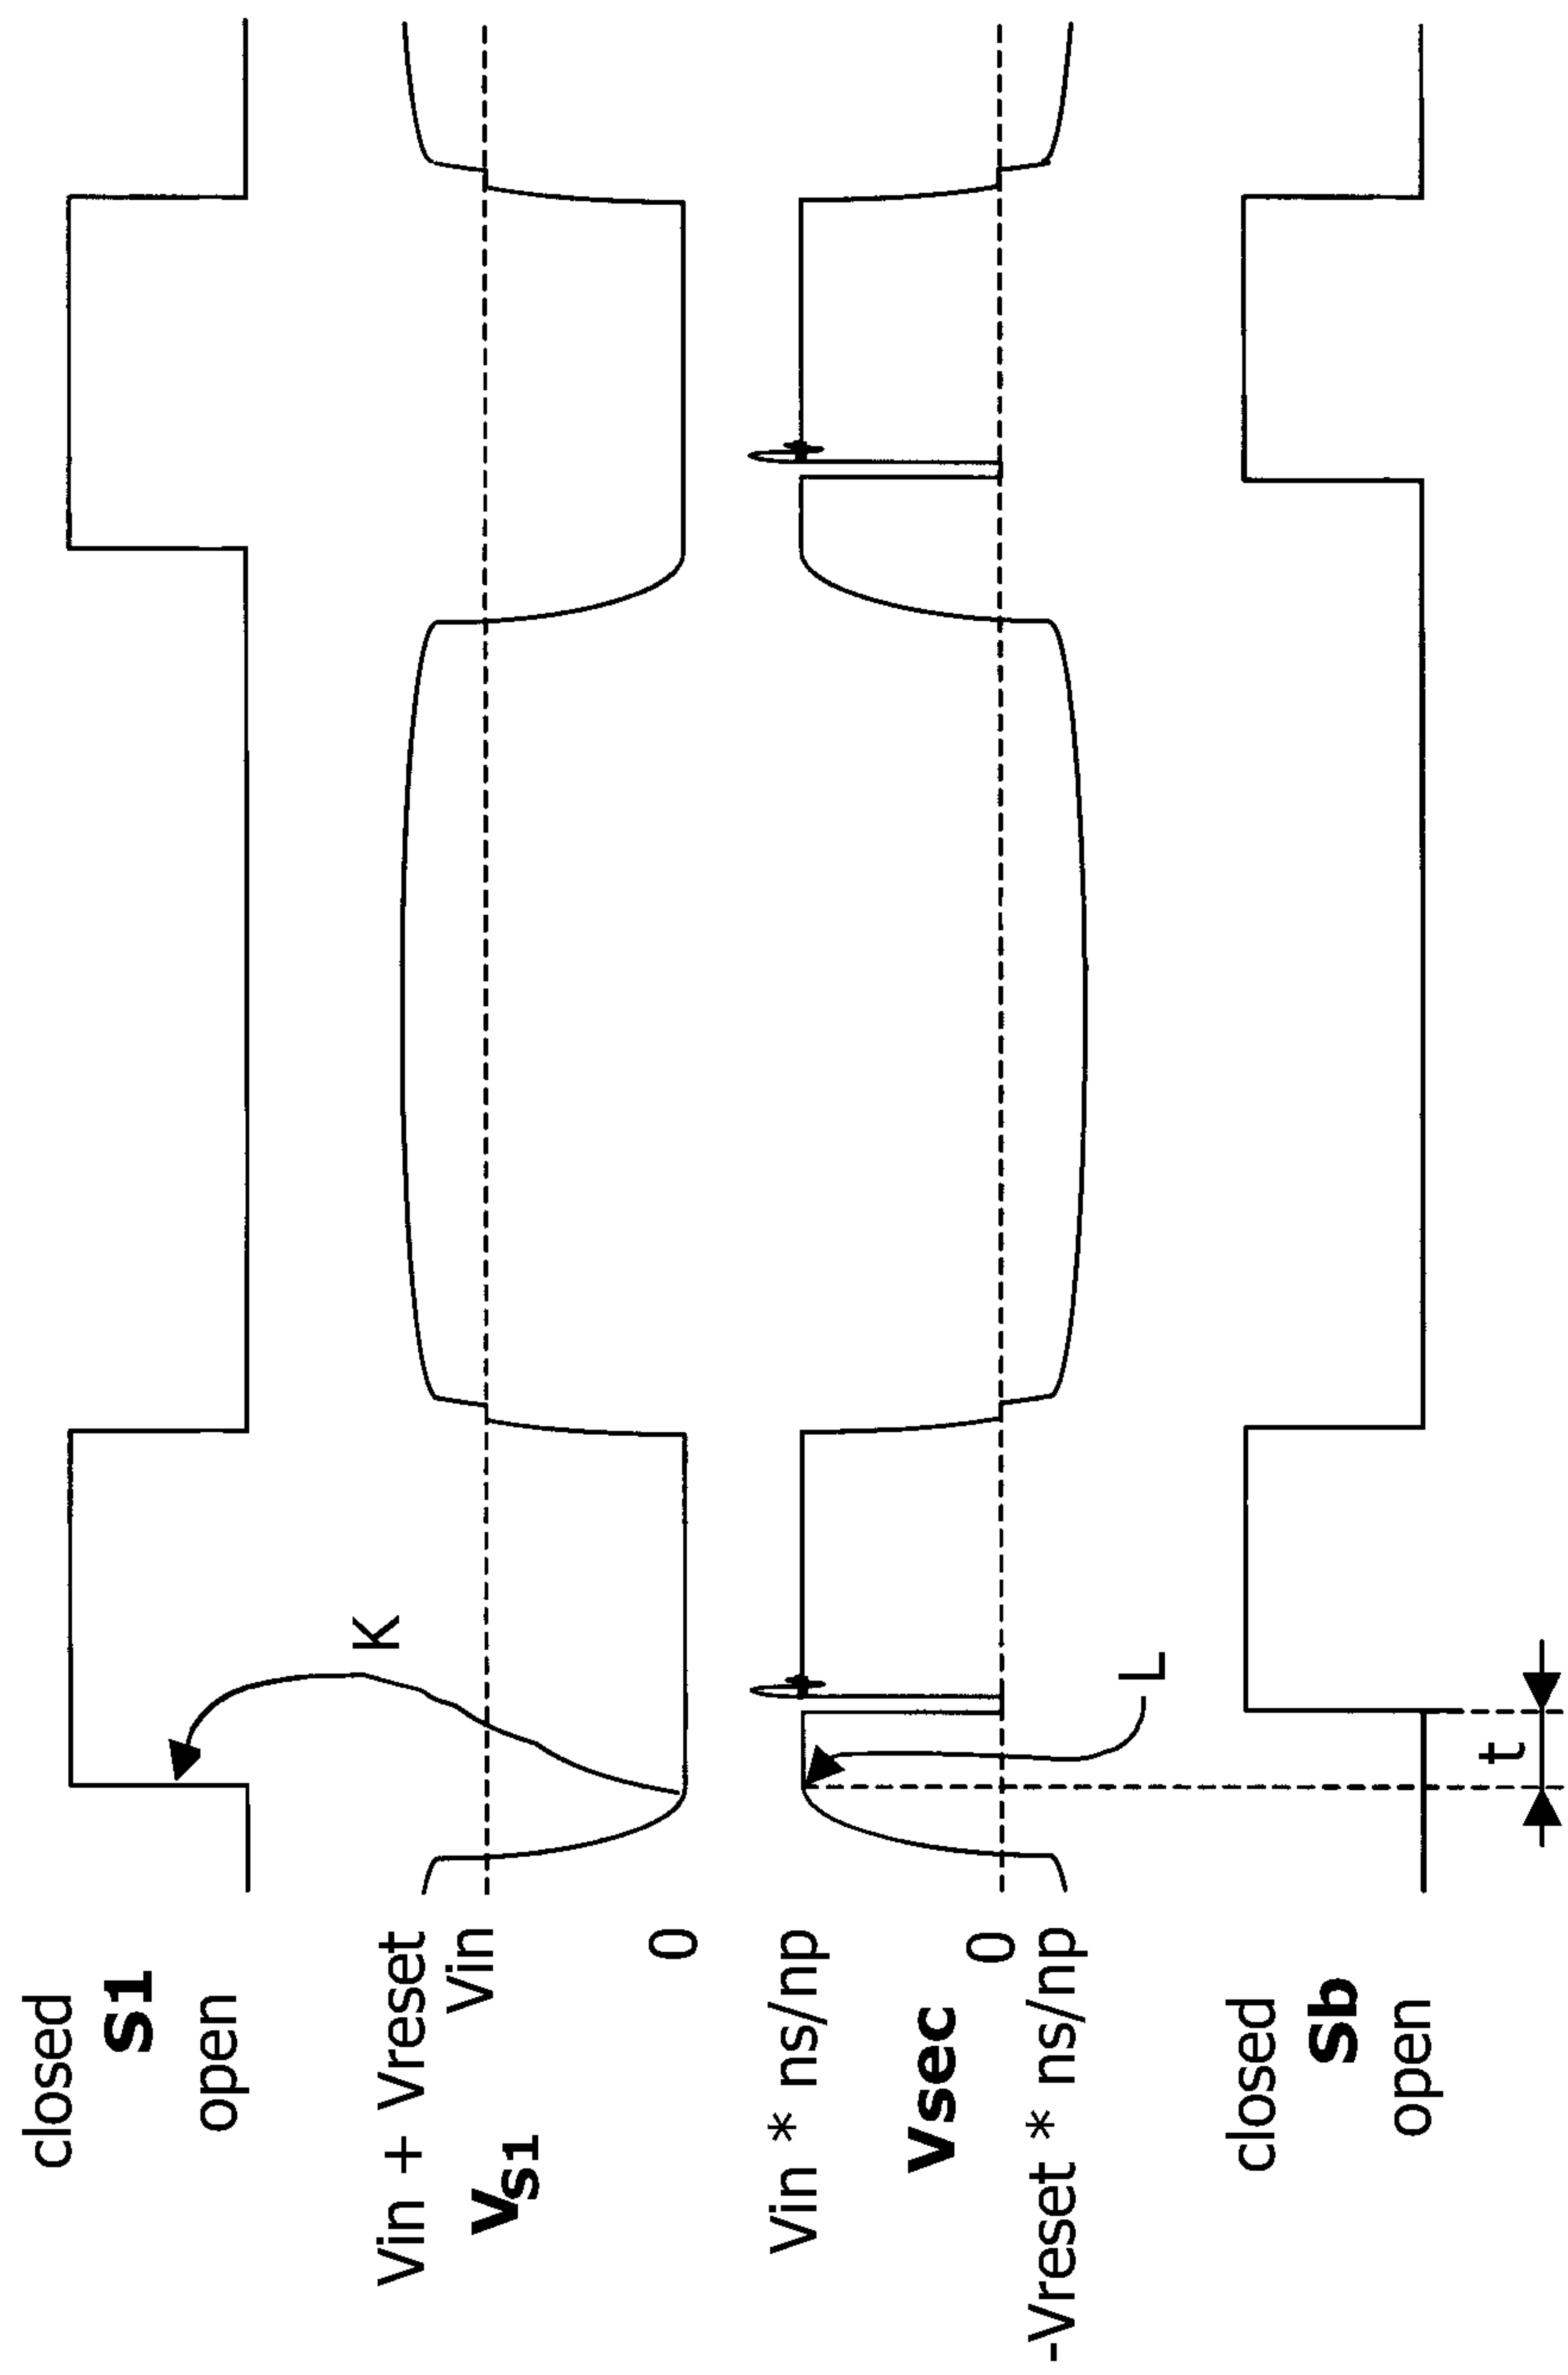 closed
S1
open
Vin + Vreset
Vin
VS1
0
K
Vin * ns/np
Vsec
0
-Vreset * ns/np
L
closed
Sb
open
t